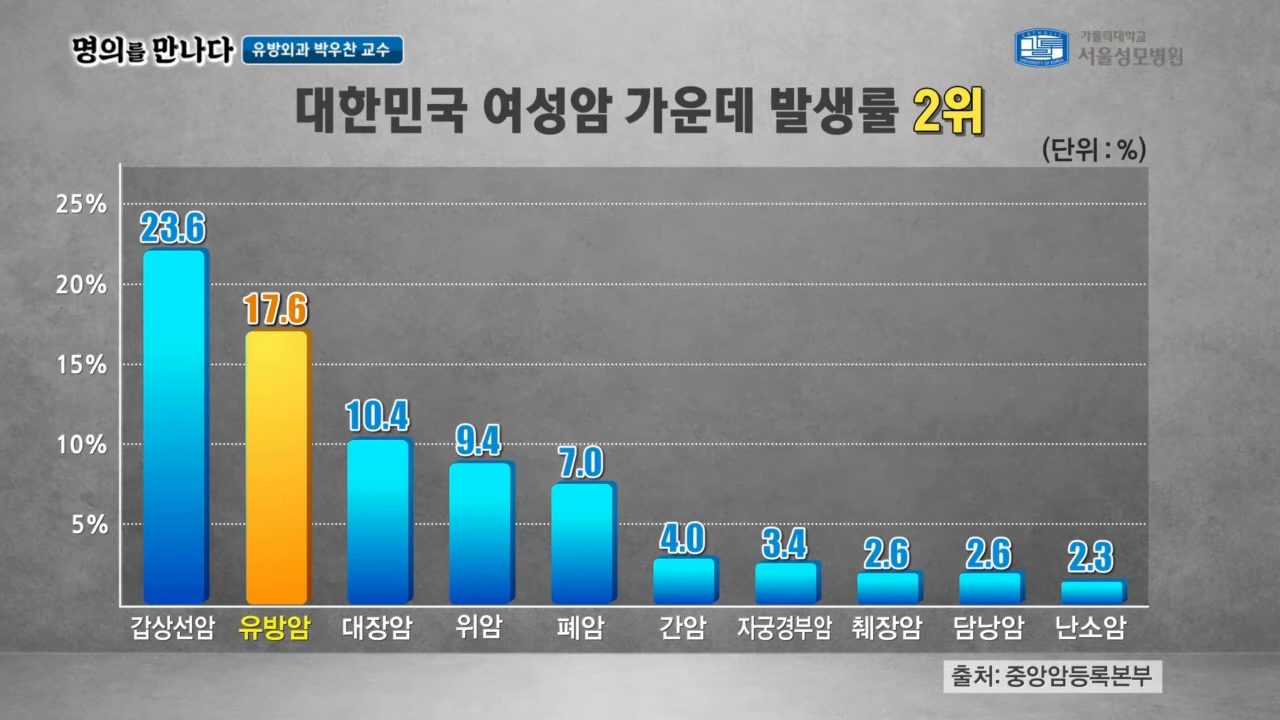 명의를 만나다 유방외과 박우찬 교수
CATHOLIC
UNIVERSITY OF KOREA
가톨릭대학교
서울성모병원
대한민국 여성암 가운데 발생률 2위
(단위 : %)
25%
20%
15%
10%
5%
23.6
17.6
10.4
9.4
7.0
4.0
3.4
2.6
2.6
2.3
갑상선암 유방암 대장암 위암 폐암 간암 자궁경부암 췌장암 담낭암 난소암
출처: 중앙암등록본부